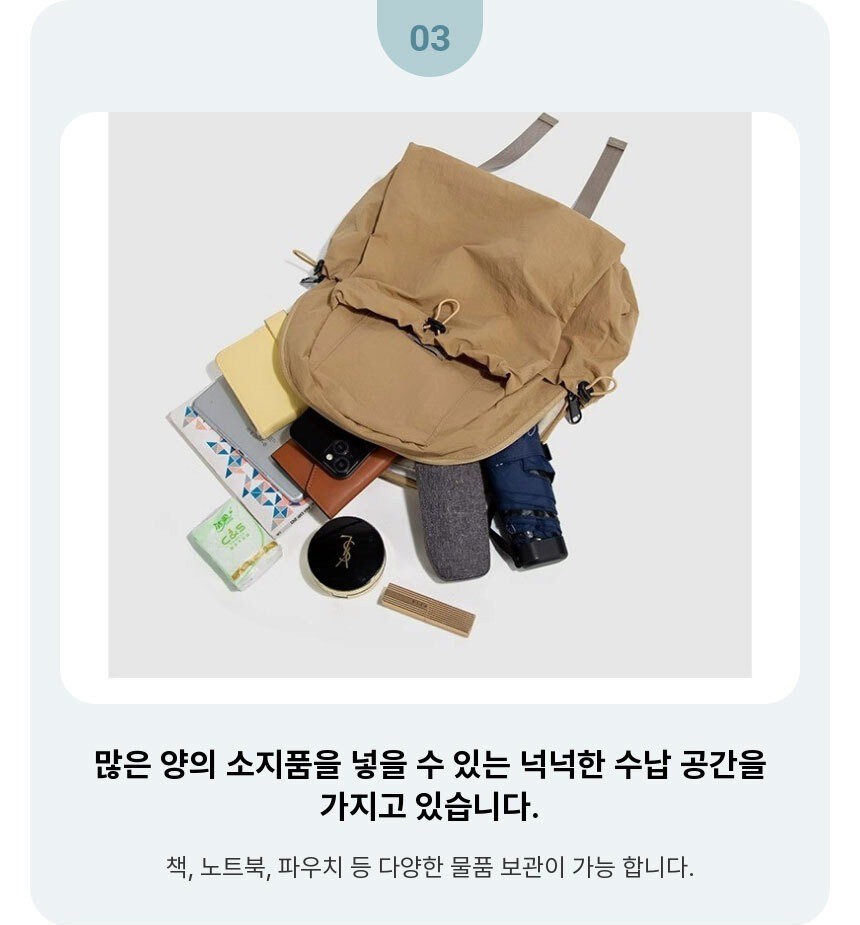 03
C&S
YSL
많은 양의 소지품을 넣을 수 있는 넉넉한 수납 공간을
가지고 있습니다.
책, 노트북, 파우치 등 다양한 물품 보관이 가능 합니다.